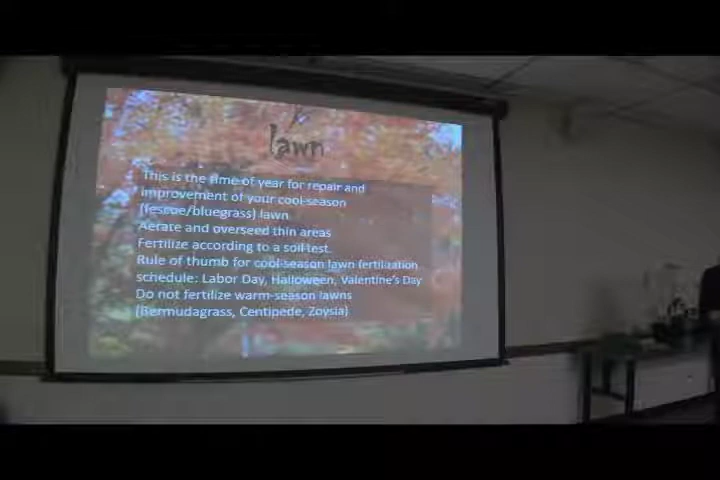 lawn
This is the time of year for repair and
improvement of your cool-season
(fescue/bluegrass) lawn
Aerate and overseed thin areas
Fertilize according to a soil test.
Rule of thumb for cool-season lawn fertilization
schedule: Labor Day, Halloween, Valentine's Day
Do not fertilize warm-season lawns
(Bermudagrass, Centipede, Zoysia)